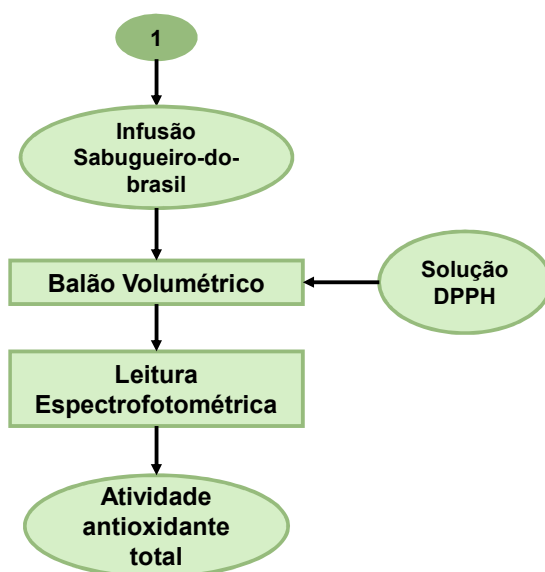 1
Infusão
Sabugueiro-do-
brasil
Balão Volumétrico
Solução
DPPH
Leitura
Espectrofotométrica
Atividade
antioxidante
total